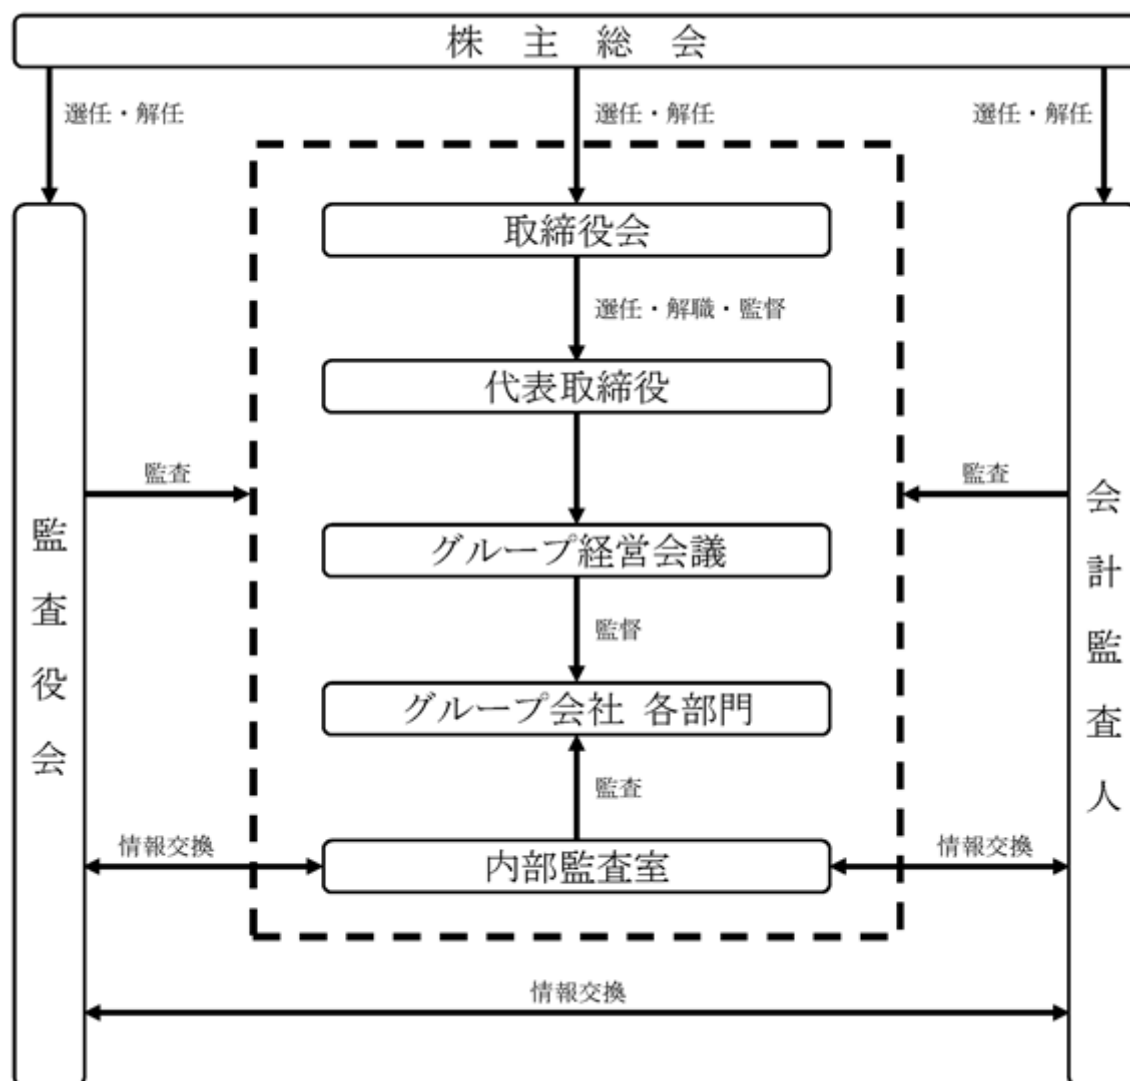 株主総会
選任・解任
選任・解任
選任・解任
取締役会
選任・解職・監督
代表取締役
監査
監査
監査役会
会計監査人
グループ経営会議
監督
グループ会社 各部門
監査
情報交換
内部監査室
情報交換
情報交換